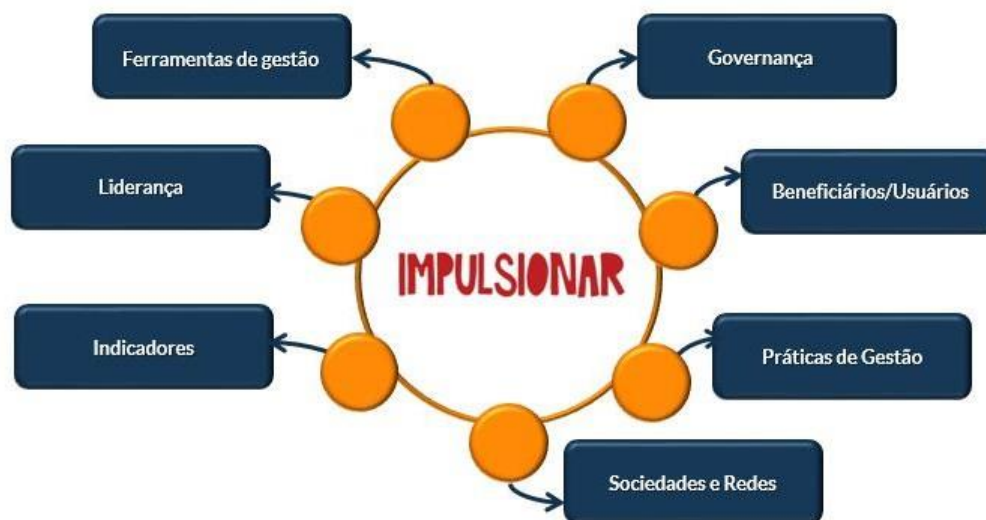 Ferramentas de gestão
Governança
Liderança
Beneficiários/Usuários
IMPULSIONAR
Indicadores
Práticas de Gestão
Sociedades e Redes